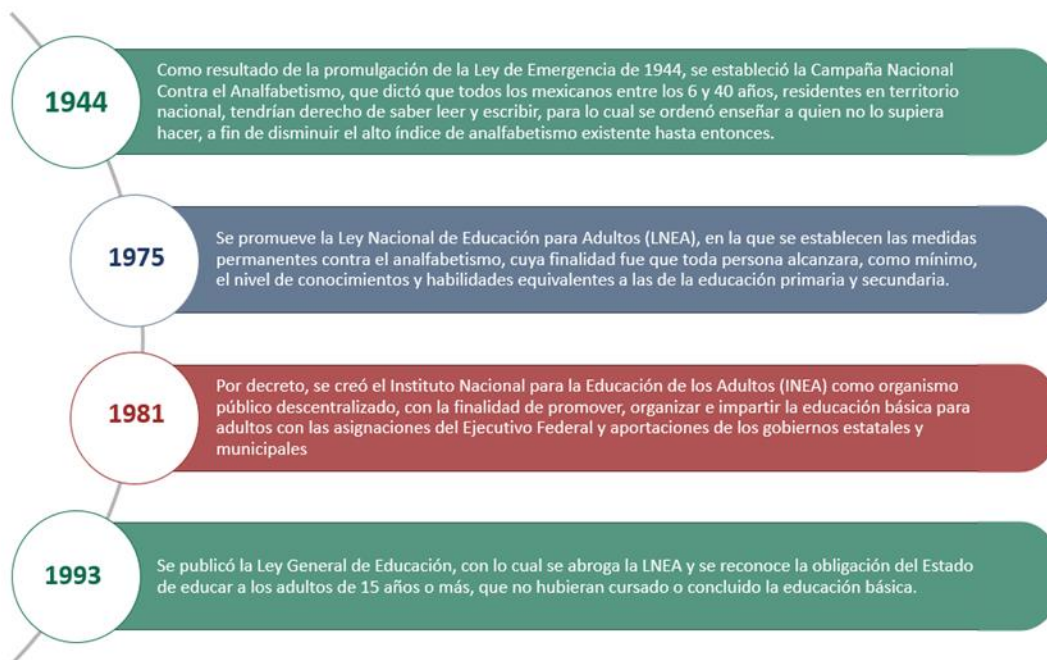 1944
Como resultado de la promulgación de la Ley de Emergencia de 1944, se estableció la Campaña Nacional
Contra el Analfabetismo, que dictó que todos los mexicanos entre los 6 y 40 años, residentes en territorio
nacional, tendrían derecho de saber leer y escribir, para lo cual se ordenó enseñar a quien no lo supiera
hacer, a fin de disminuir el alto índice de analfabetismo existente hasta entonces.
1975
Se promueve la Ley Nacional de Educación para Adultos (LNEA), en la que se establecen las medidas
permanentes contra el analfabetismo, cuya finalidad fue que toda persona alcanzara, como mínimo,
el nivel de conocimientos y habilidades equivalentes a las de la educación primaria y secundaria.
1981
Por decreto, se creó el Instituto Nacional para la Educación de los Adultos (INEA) como organismo
público descentralizado, con la finalidad de promover, organizar e impartir la educación básica para
adultos con las asignaciones del Ejecutivo Federal y aportaciones de los gobiernos estatales y
municipales
1993
Se publicó la Ley General de Educación, con lo cual se abroga la LNEA y se reconoce la obligación del Estado
de educar a los adultos de 15 años o más, que no hubieran cursado o concluido la educación básica.